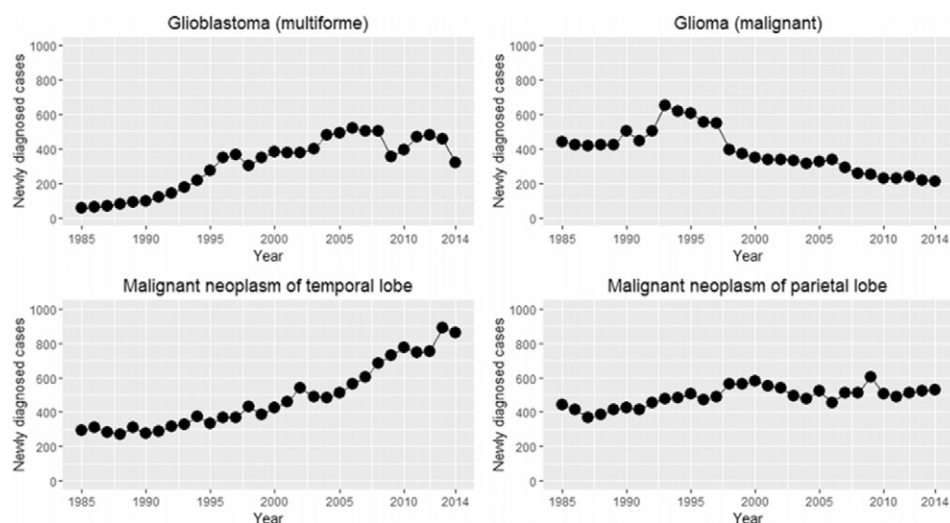 Glioblastoma (multiforme)
Newly diagnosed cases
1000
800
600
400
200
0
1985 1990 1995 2000 2005 2010 2014
Year
Glioma (malignant)
Newly diagnosed cases
1000
800
600
400
200
0
1985 1990 1995 2000 2005 2010 2014
Year
Malignant neoplasm of temporal lobe
Newly diagnosed cases
1000
800
600
400
200
0
1985 1990 1995 2000 2005 2010 2014
Year
Malignant neoplasm of parietal lobe
Newly diagnosed cases
1000
800
600
400
200
0
1985 1990 1995 2000 2005 2010 2014
Year